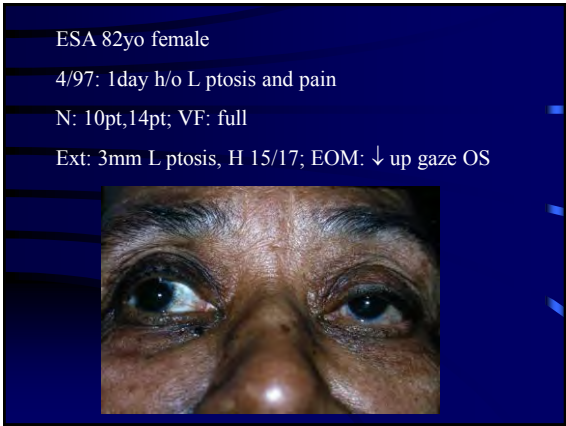 ESA 82yo female
4/97: 1day h/o L ptosis and pain
N: 10pt,14pt; VF: full
Ext: 3mm L ptosis, H 15/17; EOM: ↓ up gaze OS